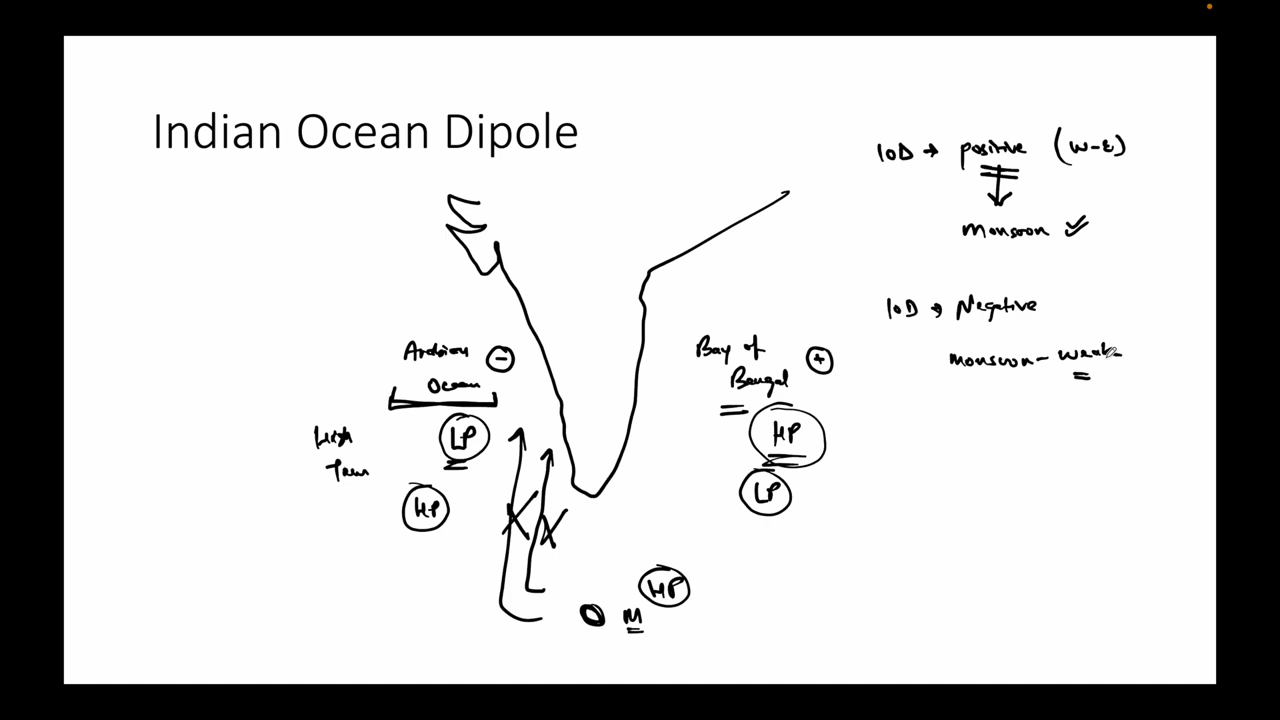 Indian Ocean Dipole
IOD → positive (W-E)
Monsoon
IOD → Negative
Monsoon - weak
Arabian
Ocean
−
Bay of
Bengal
+
High
LP
HP
HP
LP
HP
M